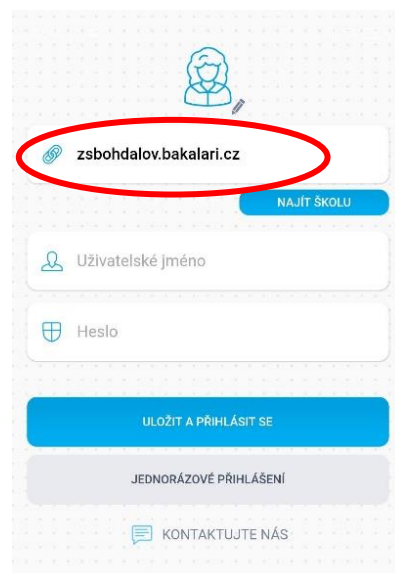 zsbohdalov.bakalari.cz
NAJÍT ŠKOLU
Uživatelské jméno
Heslo
ULOŽIT A PŘIHLÁSIT SE
JEDNORÁZOVÉ PŘIHLÁŠENÍ
KONTAKTUJTE NÁS